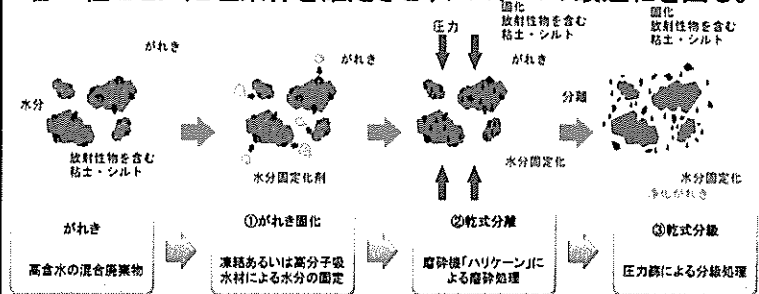 がれき
水分
放射性物を含む
粘土・シルト
がれき
水分固定化剤
圧力
固化
放射性物を含む
粘土・シルト
がれき
水分固定化
分離
固化
放射性物を含む
粘土・シルト
水分固定化
浄化がれき
がれき
高含水の混合廃棄物
①がれき固化
凍結あるいは高分子吸
水材による水分の固定
②乾式分離
磨砕機「ハリケーン」に
よる磨砕処理
③乾式分級
圧力篩による分級処理